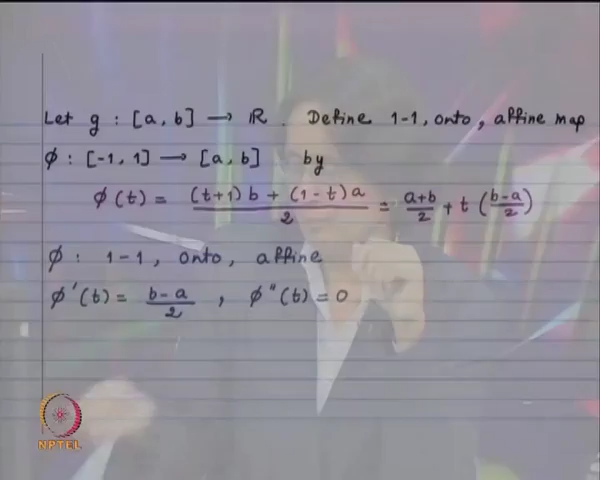 Let g : [a, b] → R . Define 1-1, onto, affine map
φ : [-1, 1] → [a, b] by
φ(t) = (t+1) b + (1-t) a / 2 = a+b / 2 + t ( b-a / 2 )
φ : 1-1, onto, affine
φ'(t) = b-a / 2 , φ''(t) = 0
NPTEL